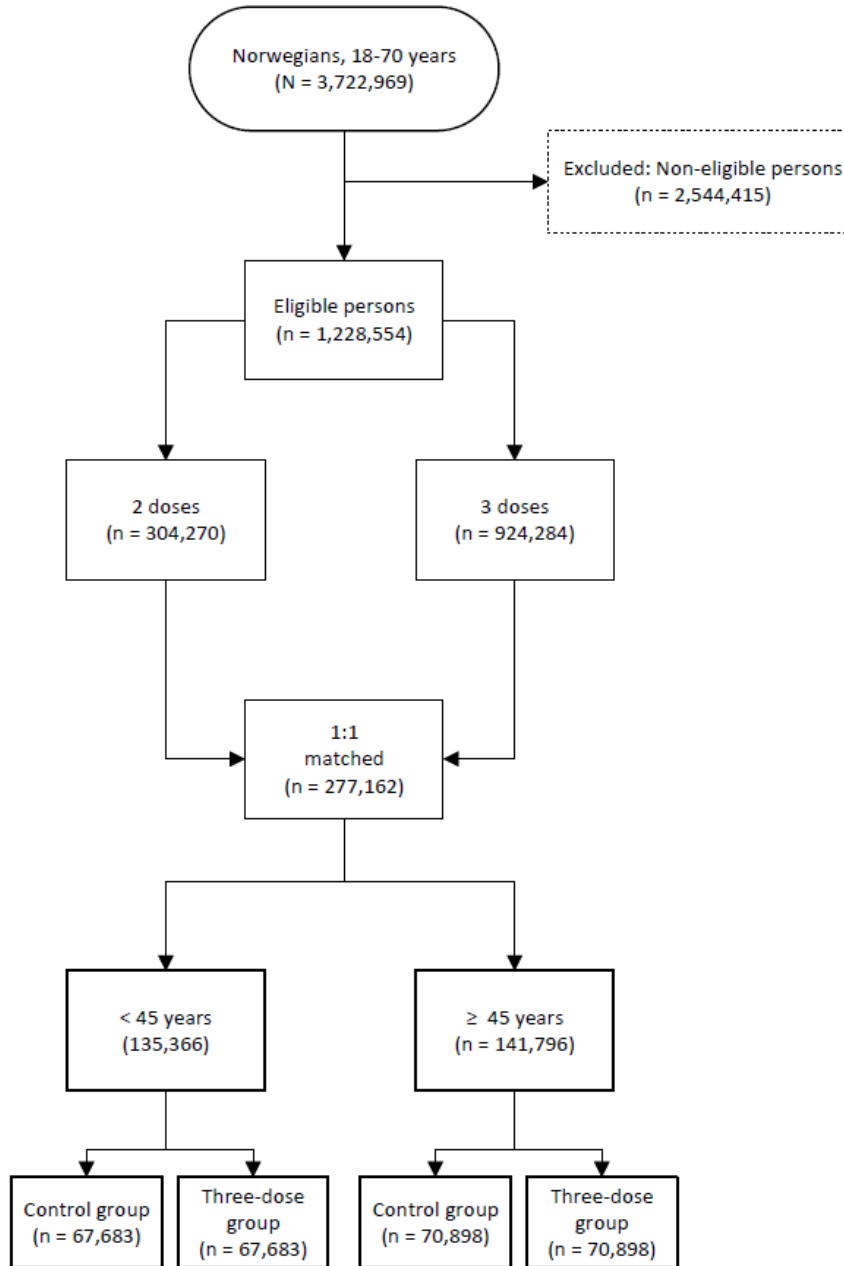 Norwegians, 18-70 years
(N = 3,722,969)
Excluded: Non-eligible persons
(n = 2,544,415)
Eligible persons
(n = 1,228,554)
2 doses
(n = 304,270)
3 doses
(n = 924,284)
1:1
matched
(n = 277,162)
< 45 years
(135,366)
≥ 45 years
(n = 141,796)
Control group
(n = 67,683)
Three-dose
group
(n = 67,683)
Control group
(n = 70,898)
Three-dose
group
(n = 70,898)